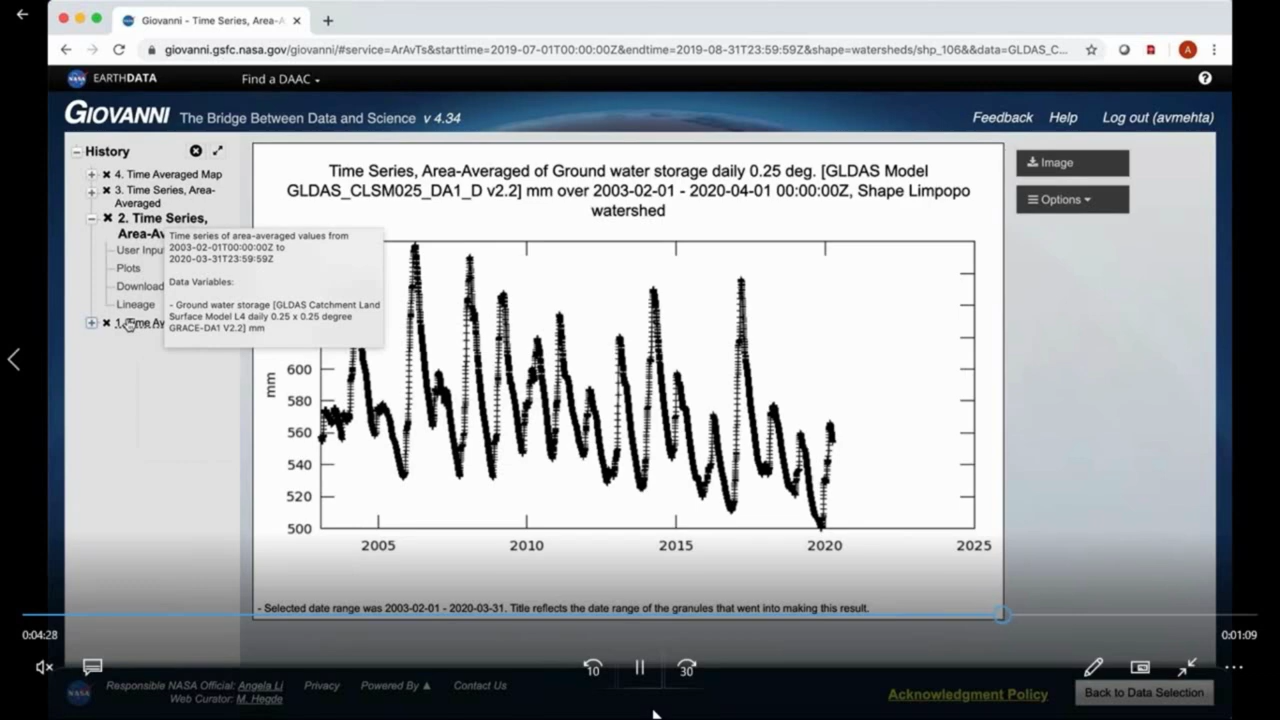 Giovanni - Time Series, Area-A
giovanni.gsfc.nasa.gov/giovanni/#service=ArAvTs&starttime=2019-07-01T00:00:00Z&endtime=2019-08-31T23:59:59Z&shape=watersheds/shp_106&&data=GLDAS_C...
A
NASA EARTHDATA Find a DAAC
GIOVANNI The Bridge Between Data and Science v 4.34 Feedback Help Log out (avmehta)
History
4. Time Averaged Map
3. Time Series, Area-
Averaged
2. Time Series,
Area-Av
User Inpu
Plots
Download
Lineage
1. Time Av
Time series of area-averaged values from
2003-02-01T00:00:00Z to
2020-03-31T23:59:59Z
Data Variables:
- Ground water storage [GLDAS Catchment Land
Surface Model L4 daily 0.25 x 0.25 degree
GRACE-DA1 V2.2] mm
Time Series, Area-Averaged of Ground water storage daily 0.25 deg. [GLDAS Model
GLDAS_CLSM025_DA1_D v2.2] mm over 2003-02-01 - 2020-04-01 00:00:00Z, Shape Limpopo
watershed
Image
Options
mm
600
580
560
540
520
500
2005 2010 2015 2020 2025
- Selected date range was 2003-02-01 - 2020-03-31. Title reflects the date range of the granules that went into making this result.
0:04:28 0:01:09
10 30
NASA
Responsible NASA Official: Angela Li Privacy Powered By Contact Us
Web Curator: M. Hegde
Acknowledgment Policy Back to Data Selection